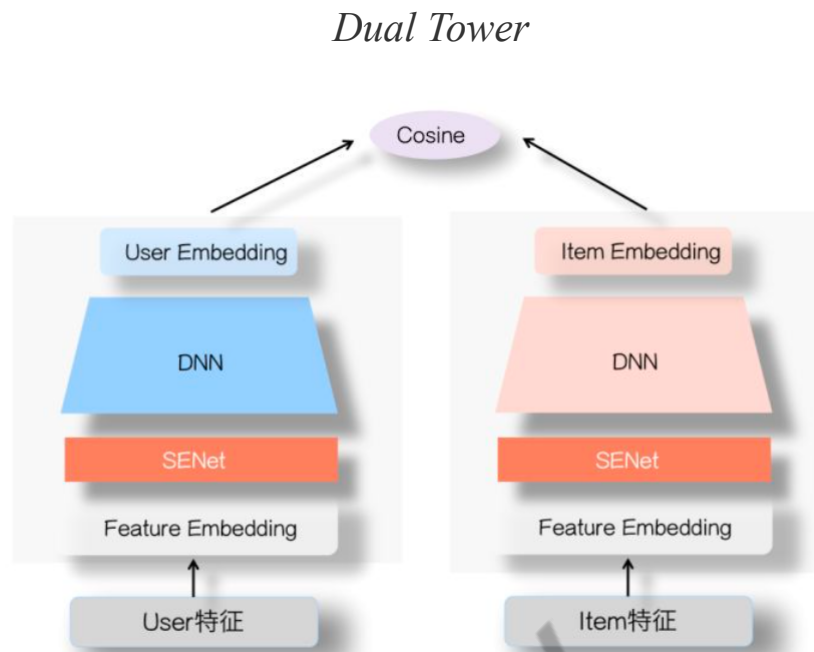 Dual Tower
Cosine
User Embedding
Item Embedding
DNN
DNN
SENet
SENet
Feature Embedding
Feature Embedding
User特征
Item特征